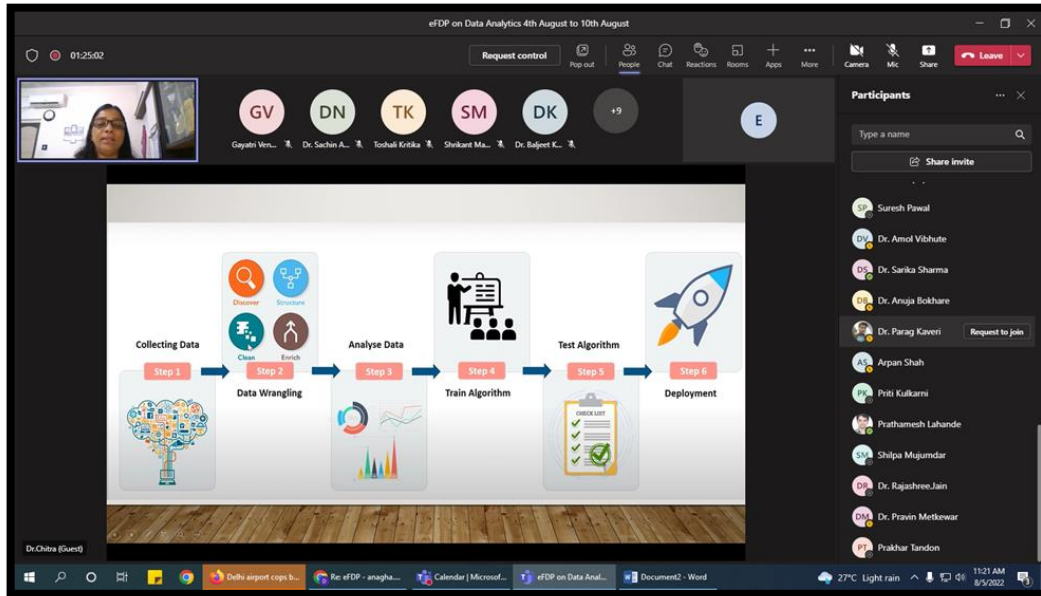 eFDP on Data Analytics 4th August to 10th August
01:25:02
Request control
Pop out
People
Chat
Reactions
Rooms
Apps
More
Camera
Mic
Share
Leave
GV
DN
TK
SM
DK
+9
E
Gayatri Ven...
Dr. Sachin A...
Toshali Kritika
Shrikant Ma...
Dr. Baljeet K...
Participants
Type a name
Share invite
SP Suresh Pawal
DV Dr. Amol Vibhute
DS Dr. Sarika Sharma
DB Dr. Anuja Bokhare
Dr. Parag Kaveri Request to join
AS Arpan Shah
PK Priti Kulkarni
Prathamesh Lahande
SM Shilpa Mujumdar
DR Dr. Rajashree.Jain
DM Dr. Pravin Metkewar
PT Prakhar Tandon
Discover
Structure
Clean
Enrich
Collecting Data
Step 1
Step 2
Data Wrangling
Analyse Data
Step 3
Step 4
Train Algorithm
Test Algorithm
Step 5
CHECK LIST
Step 6
Deployment
Dr.Chitra (Guest)
Delhi airport cops b...
Re: eFDP - anagha....
Calendar | Microsof...
eFDP on Data Anal...
Document2 - Word
27°C Light rain
11:21 AM
8/5/2022
3